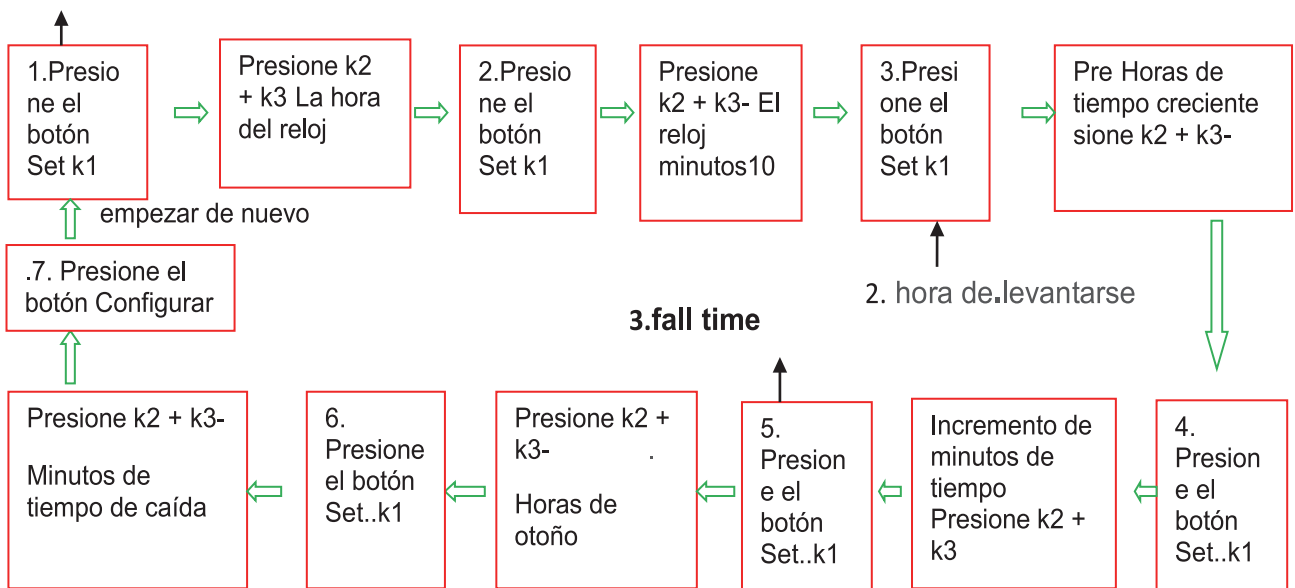 1.Presio
ne el
botón
Set k1
Presione k2
+ k3 La hora
del reloj
2.Presio
ne el
botón
Set k1
Presione
k2 + k3- El
reloj
minutos10
3.Presi
one el
botón
Set k1
Pre Horas de
tiempo creciente
sione k2 + k3-
empezar de nuevo
.7. Presione el
botón Configurar
2. hora de.levantarse
3.fall time
Presione k2 + k3-
Minutos de
tiempo de caída
6.
Presione
el botón
Set..k1
Presione k2 +
k3- .
Horas de
otoño
5.
Presion
e el
botón
Set..k1
Incremento de
minutos de
tiempo
Presione k2 +
k3
4.
Presion
e el
botón
Set..k1